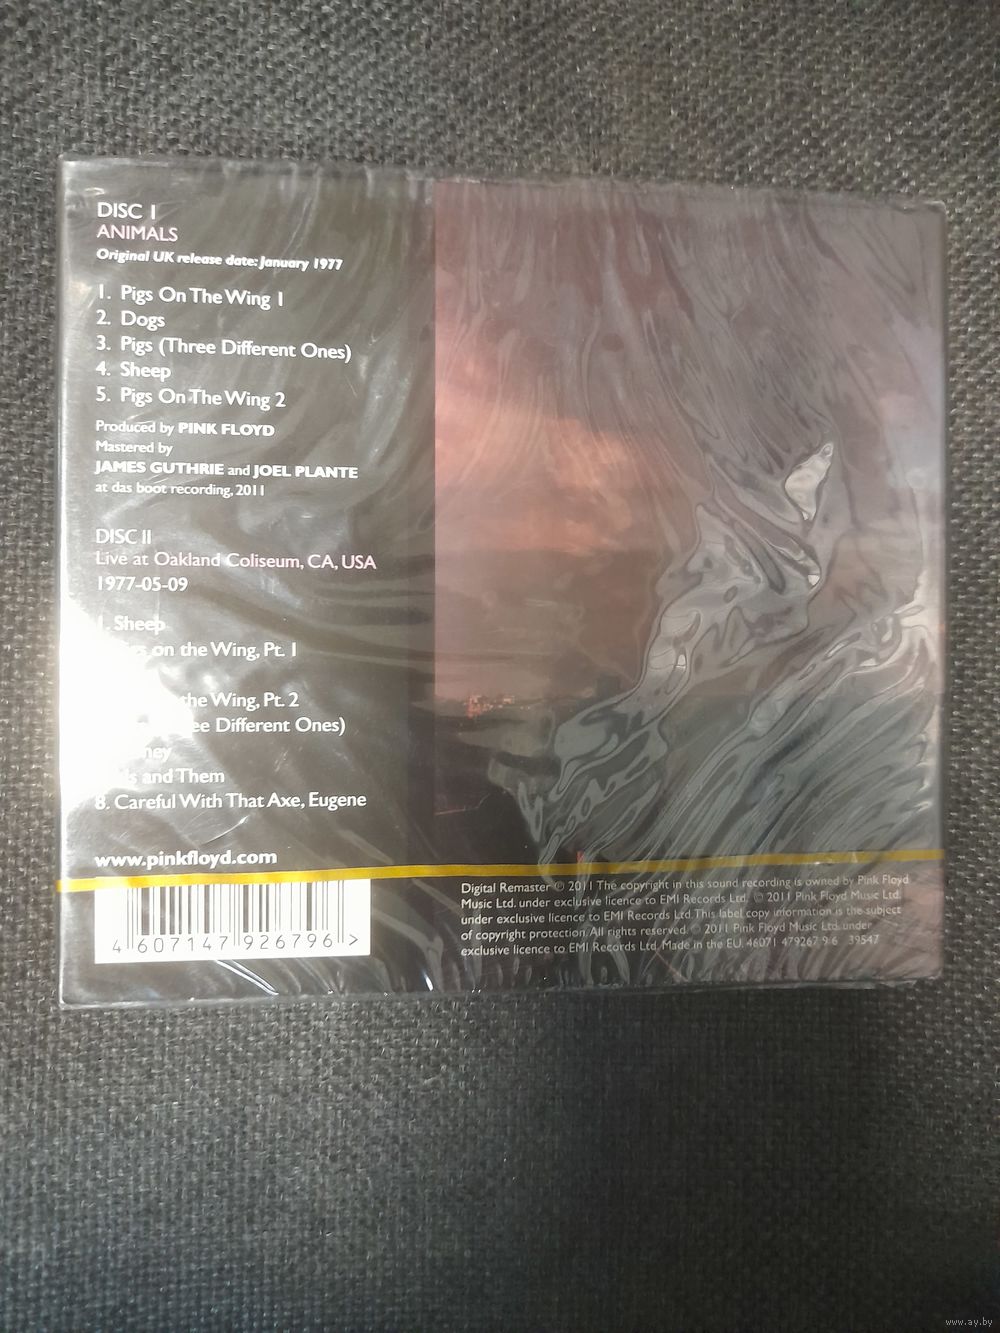 DISC I
ANIMALS
Original UK release date: January 1977
1. Pigs On The Wing 1
2. Dogs
3. Pigs (Three Different Ones)
4. Sheep
5. Pigs On The Wing 2
Produced by PINK FLOYD
Mastered by
JAMES GUTHRIE and JOEL PLANTE
at das boot recording, 2011
DISC II
Live at Oakland Coliseum, CA, USA
1977-05-09
1. Sheep
on the Wing, Pt. 1
the Wing, Pt. 2
Different Ones)
and Them
8. Careful With That Axe, Eugene
www.pinkfloyd.com
4 607147 926796 >
Digital Remaster ℗ 2011 The copyright in this sound recording is owned by Pink Floyd
Music Ltd. under exclusive licence to EMI Records Ltd. © 2011 Pink Floyd Music Ltd.
under exclusive licence to EMI Records Ltd. This label copy information is the subject
of copyright protection. All rights reserved. © 2011 Pink Floyd Music Ltd. under
exclusive licence to EMI Records Ltd. Made in the EU. 46071 479267 9 6 39547
www.ay.by